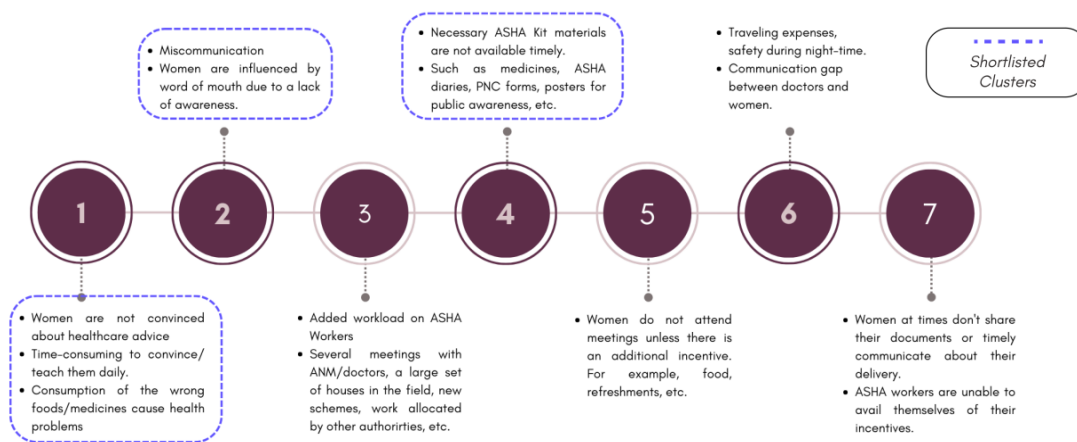 Miscommunication
Women are influenced by
word of mouth due to a lack
of awareness.
Necessary ASHA Kit materials
are not available timely.
Such as medicines, ASHA
diaries, PNC forms, posters for
public awareness, etc.
Traveling expenses,
safety during night-time.
Communication gap
between doctors and
women.
Shortlisted
Clusters
1
2
3
4
5
6
7
Women are not convinced
about healthcare advice
Time-consuming to convince/
teach them daily.
Consumption of the wrong
foods/medicines cause health
problems
Added workload on ASHA
Workers
Several meetings with
ANM/doctors, a large set
of houses in the field, new
schemes, work allocated
by other authorirties, etc.
Women do not attend
meetings unless there is
an additional incentive.
For example, food,
refreshments, etc.
Women at times don't share
their documents or timely
communicate about their
delivery.
ASHA workers are unable to
avail themselves of their
incentives.